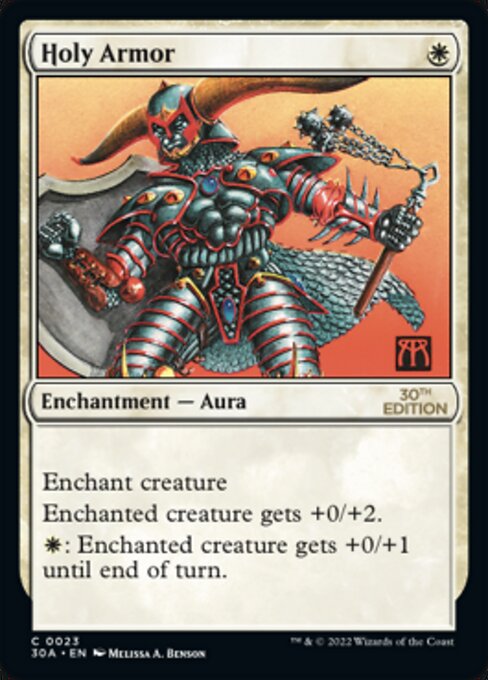 Holy Armor
Enchantment — Aura
30TH
EDITION
Enchant creature
Enchanted creature gets +0/+2.
: Enchanted creature gets +0/+1
until end of turn.
C 0023
30A • EN Melissa A. Benson
™ & © 2022 Wizards of the Coast